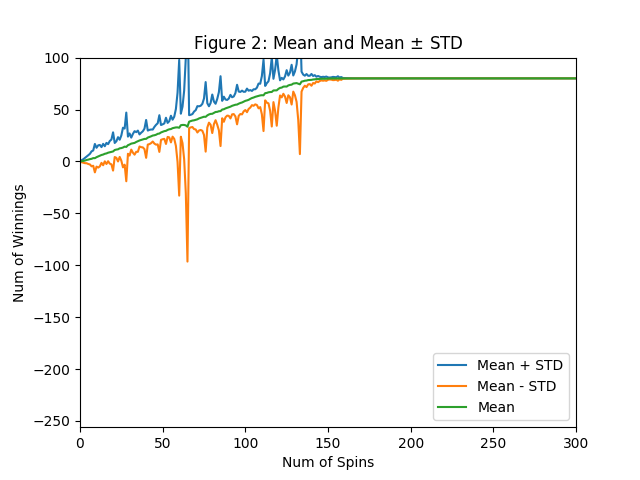 Figure 2: Mean and Mean ± STD
100
50
0
−50
−100
−150
−200
−250
Num of Winnings
0 50 100 150 200 250 300
Num of Spins
Mean + STD
Mean - STD
Mean